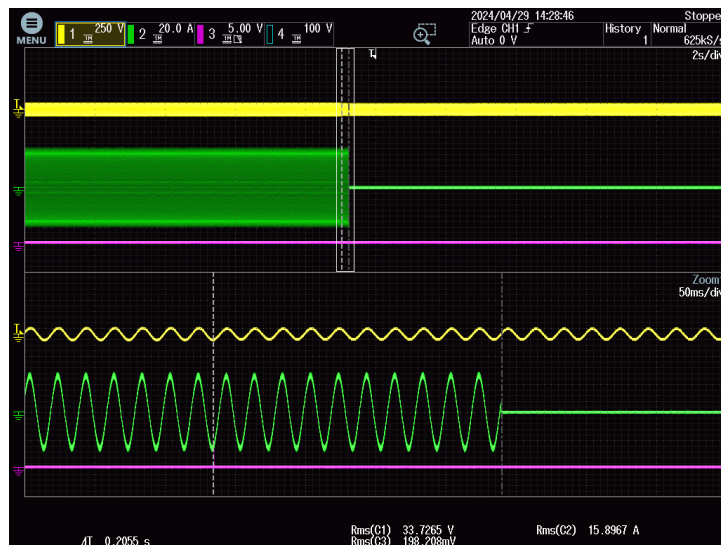 2024/04/29 14:28:46 Stoppe
MENU
1 250 V
2 20.0 A
3 5.00 V
4 100 V
Edge CH1
Auto 0 V
History
1
Normal
625kS/s
2s/div
Zoom1
50ms/div
ΔT 0.2055 s
Rms(C1) 33.7265 V
Rms(C2) 15.8967 A
Rms(C3) 198.208mV